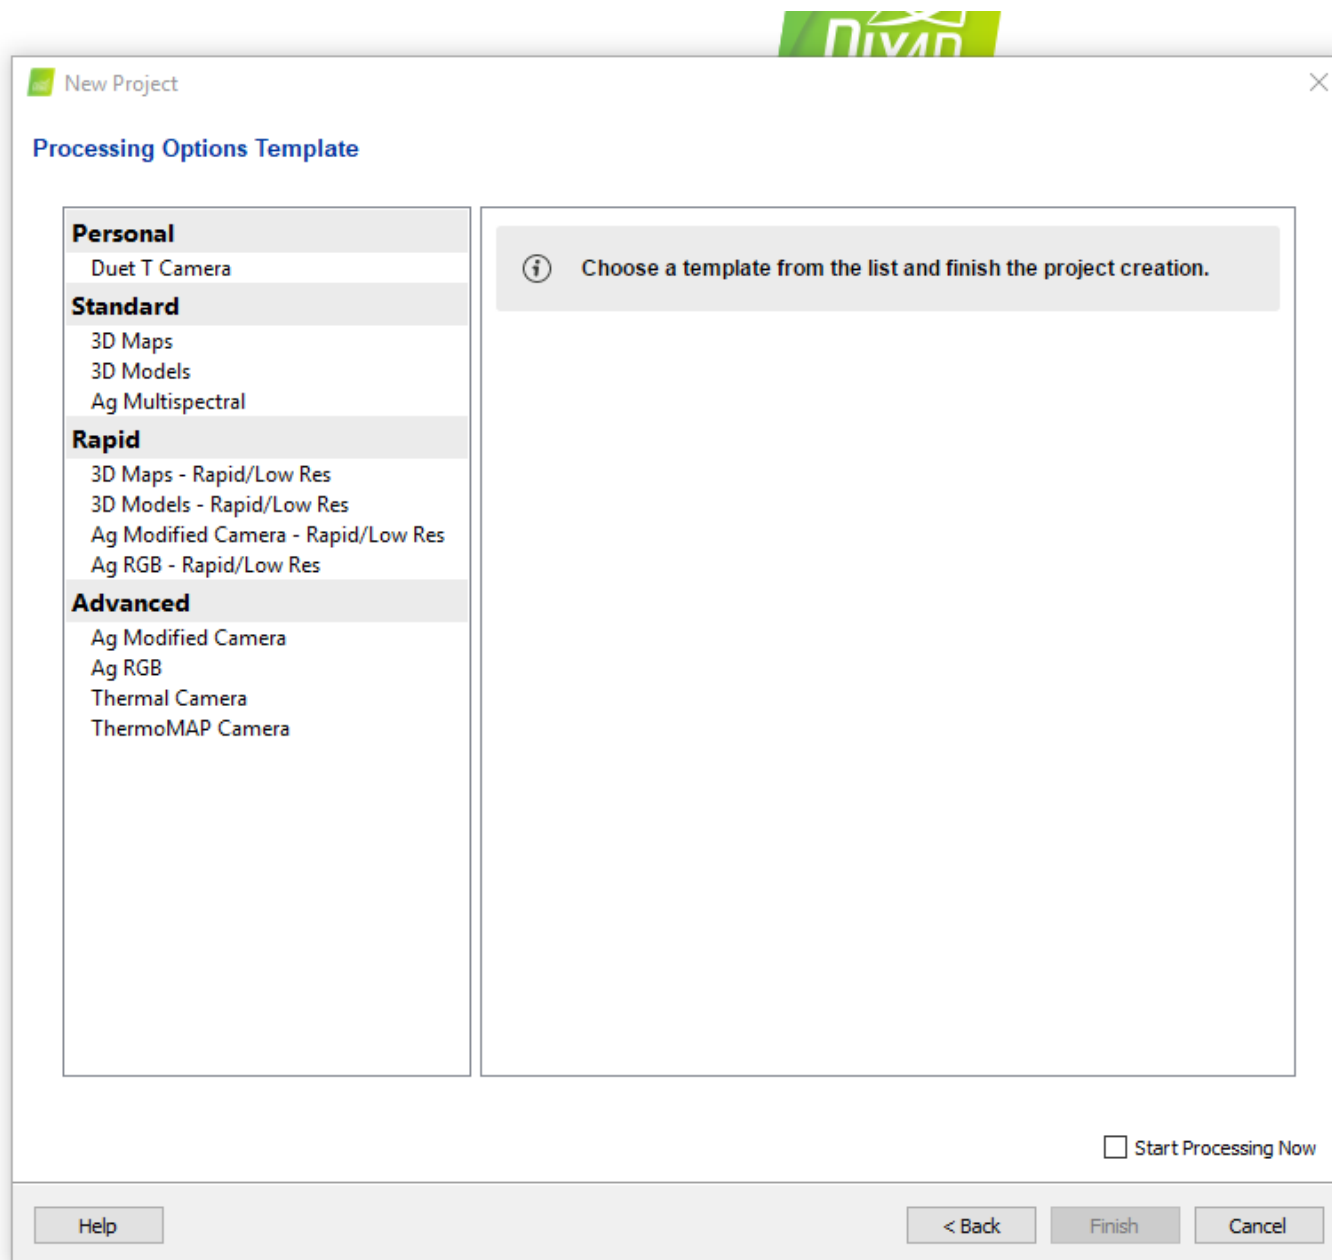 New Project
Processing Options Template
Personal
Duet T Camera
Standard
3D Maps
3D Models
Ag Multispectral
Rapid
3D Maps - Rapid/Low Res
3D Models - Rapid/Low Res
Ag Modified Camera - Rapid/Low Res
Ag RGB - Rapid/Low Res
Advanced
Ag Modified Camera
Ag RGB
Thermal Camera
ThermoMAP Camera
Choose a template from the list and finish the project creation.
Start Processing Now
Help
< Back
Finish
Cancel